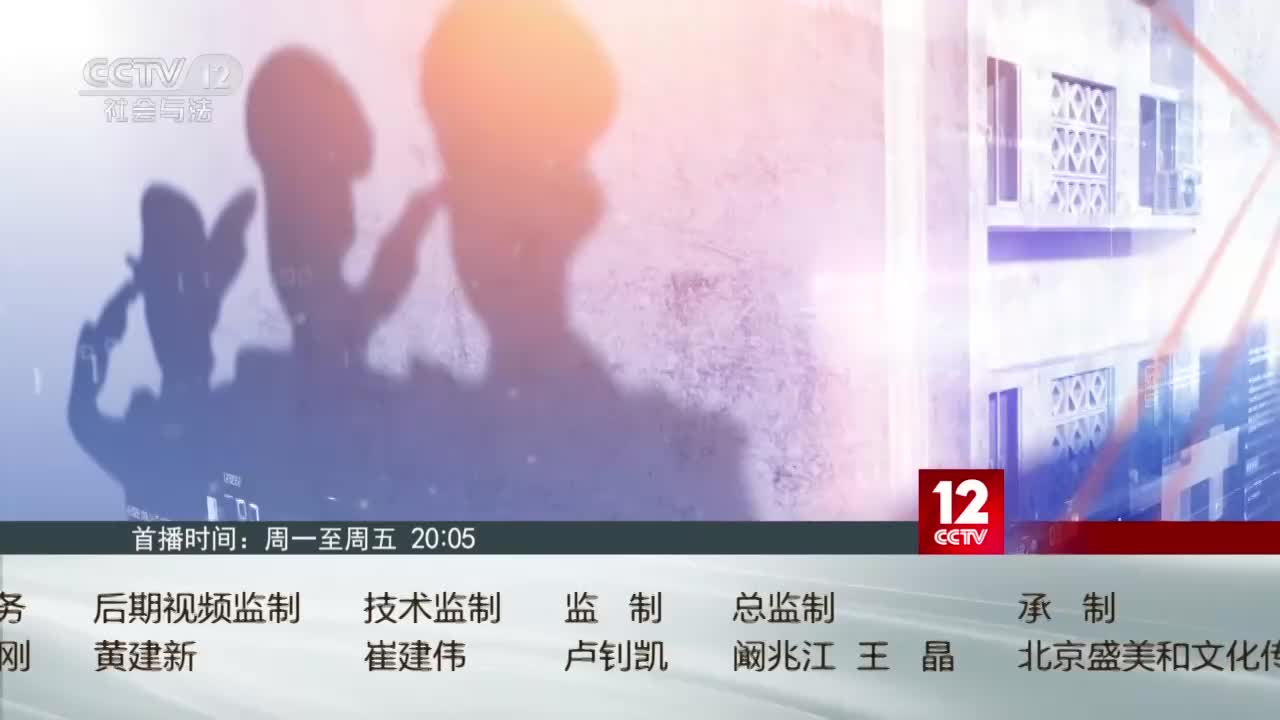 CCTV 12
社会与法
首播时间：周一至周五 20:05
12
CCTV
务 后期视频监制 技术监制 监 制 总监制 承 制
刚 黄建新 崔建伟 卢钊凯 阚兆江 王 晶 北京盛美和文化传